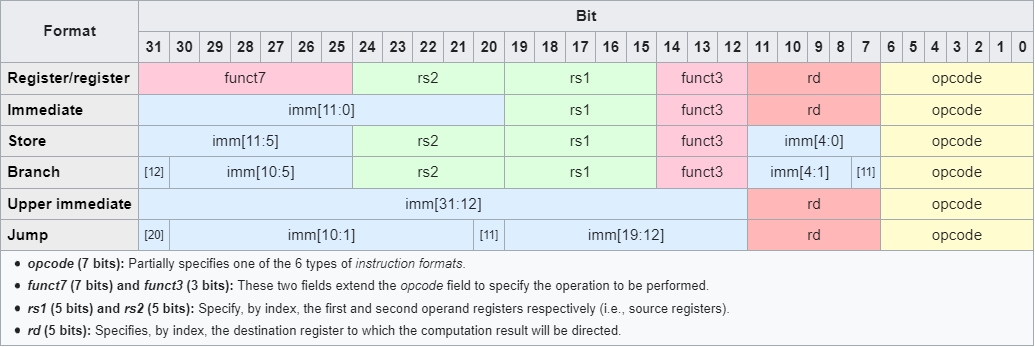 Format Bit
31 30 29 28 27 26 25 24 23 22 21 20 19 18 17 16 15 14 13 12 11 10 9 8 7 6 5 4 3 2 1 0
Register/register funct7 rs2 rs1 funct3 rd opcode
Immediate imm[11:0] rs1 funct3 rd opcode
Store imm[11:5] rs2 rs1 funct3 imm[4:0] opcode
Branch [12] imm[10:5] rs2 rs1 funct3 imm[4:1] [11] opcode
Upper immediate imm[31:12] rd opcode
Jump [20] imm[10:1] [11] imm[19:12] rd opcode
• opcode (7 bits): Partially specifies one of the 6 types of instruction formats.
• funct7 (7 bits) and funct3 (3 bits): These two fields extend the opcode field to specify the operation to be performed.
• rs1 (5 bits) and rs2 (5 bits): Specify, by index, the first and second operand registers respectively (i.e., source registers).
• rd (5 bits): Specifies, by index, the destination register to which the computation result will be directed.